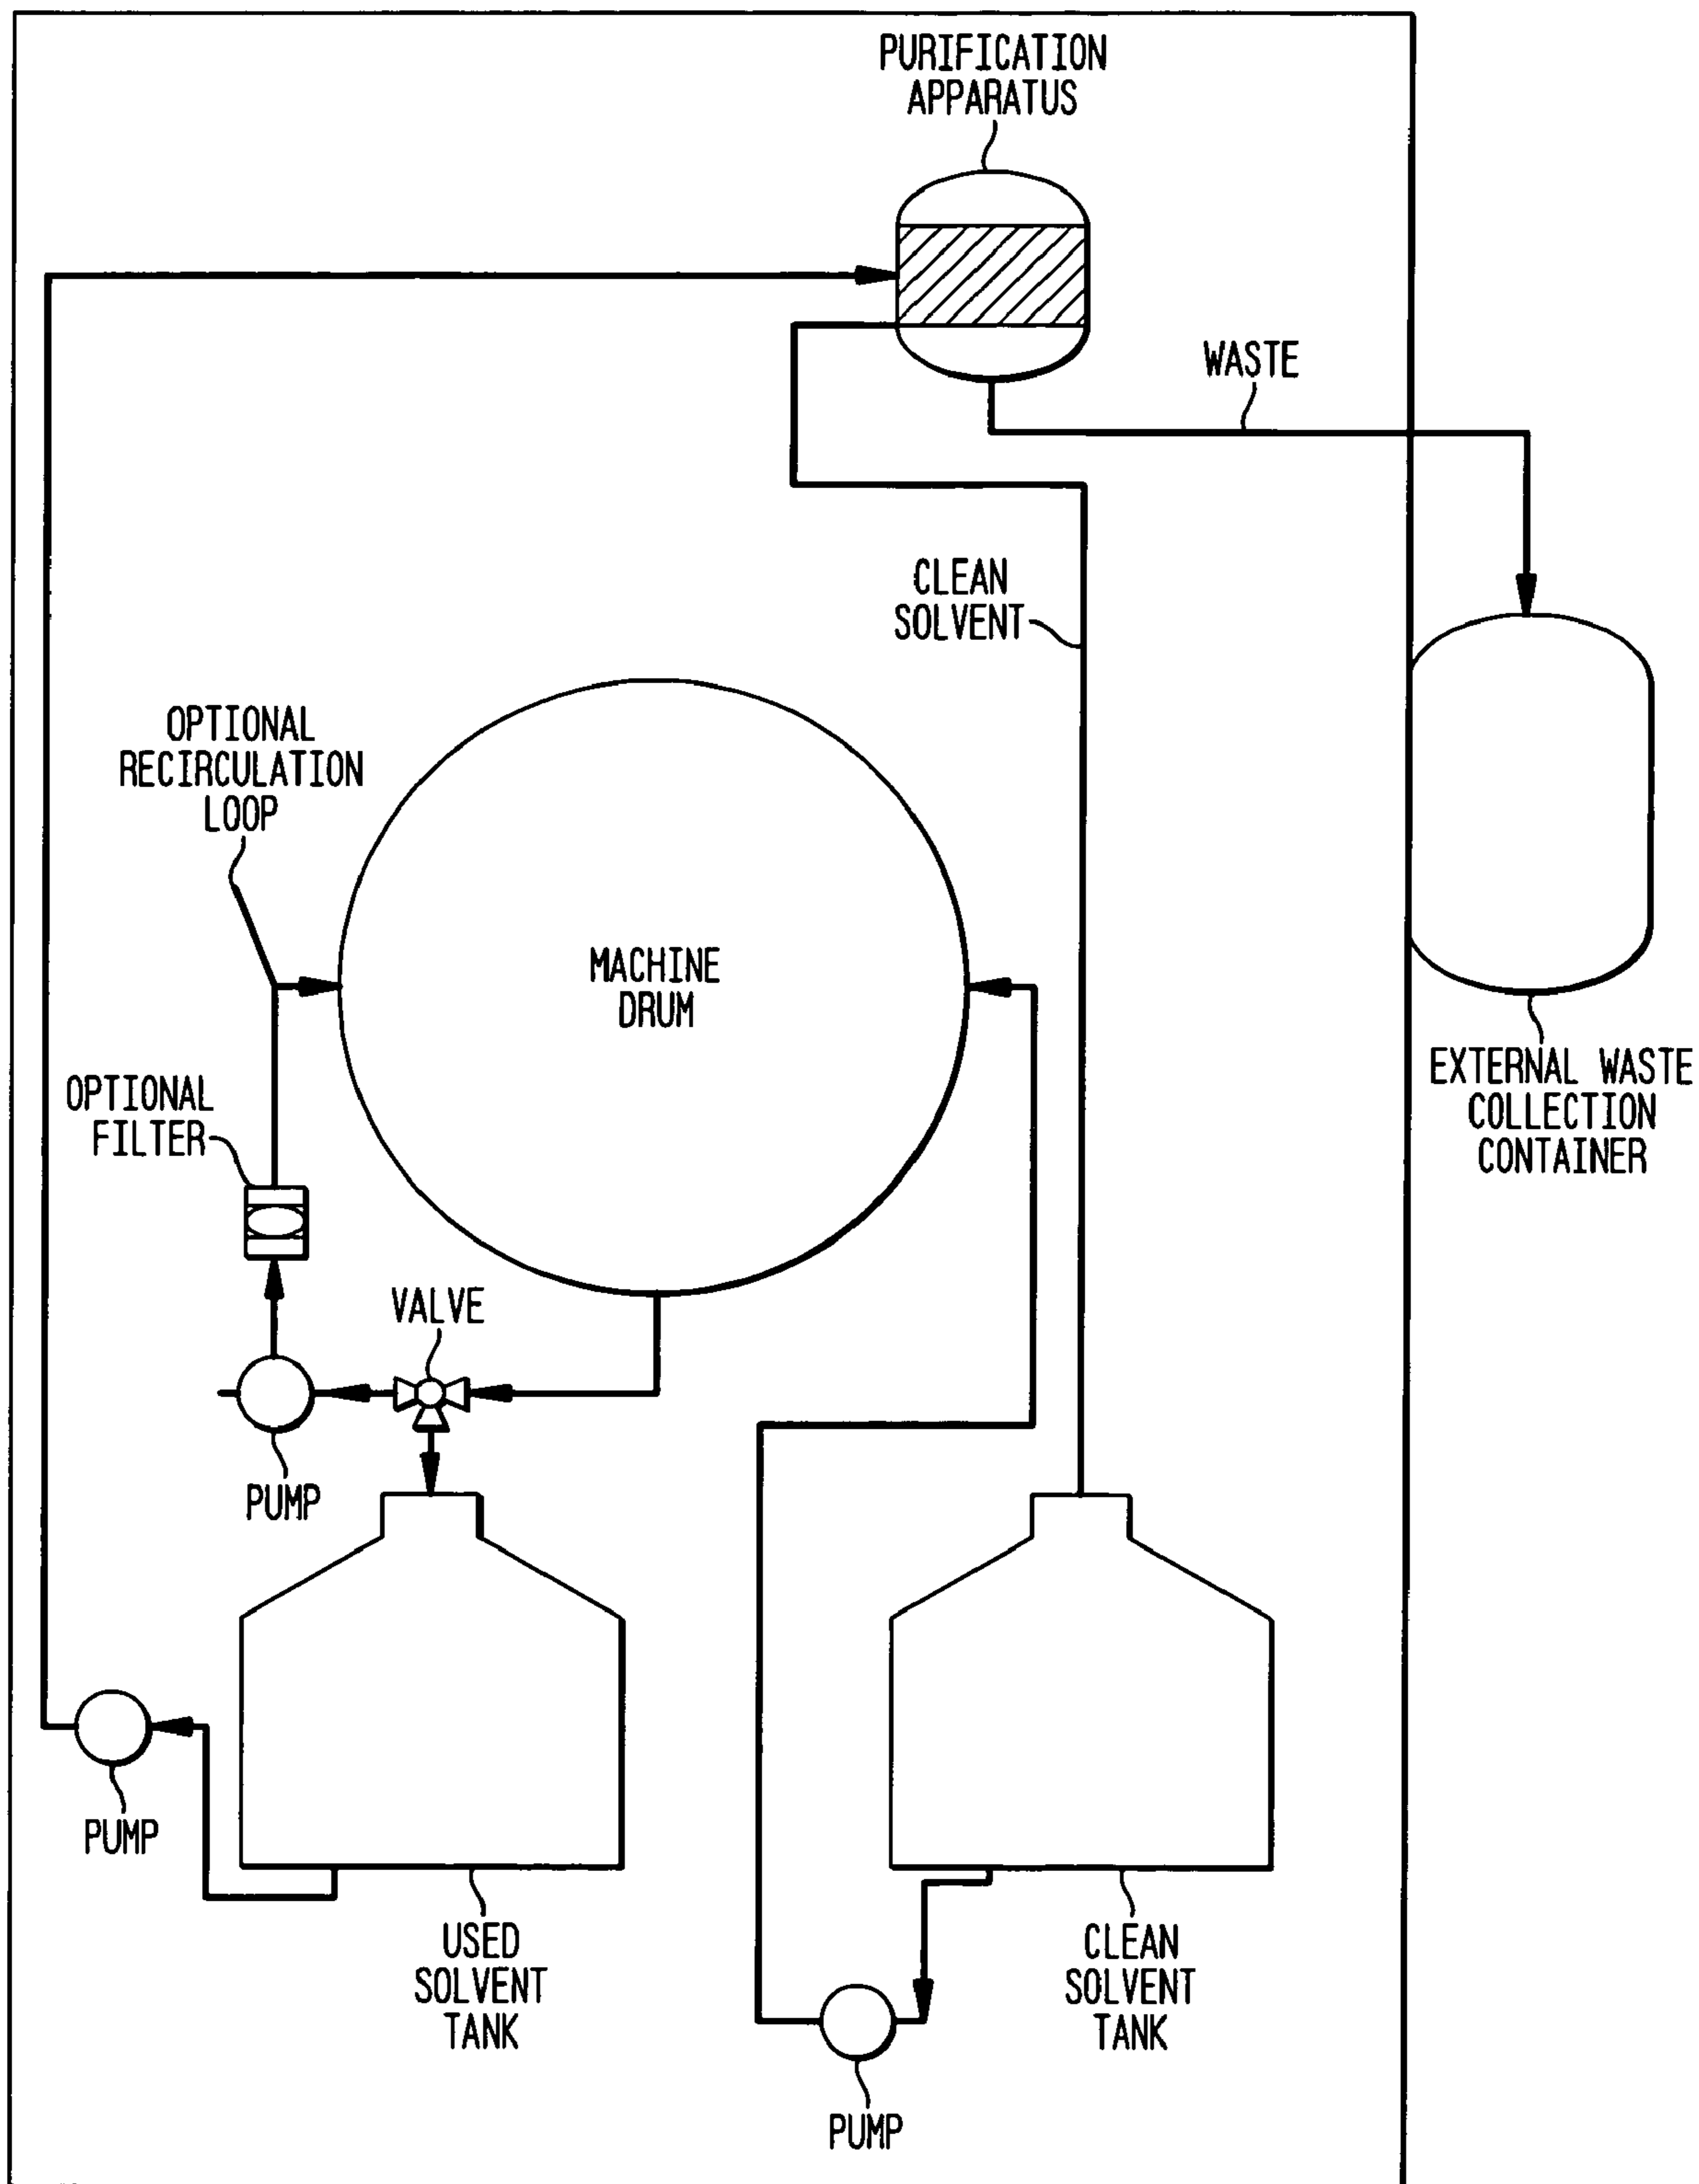 PURIFICATION
APPARATUS
WASTE
CLEAN
SOLVENT
OPTIONAL
RECIRCULATION
LOOP
MACHINE
DRUM
EXTERNAL WASTE
COLLECTION
CONTAINER
OPTIONAL
FILTER
VALVE
PUMP
PUMP
USED
SOLVENT
TANK
CLEAN
SOLVENT
TANK
PUMP